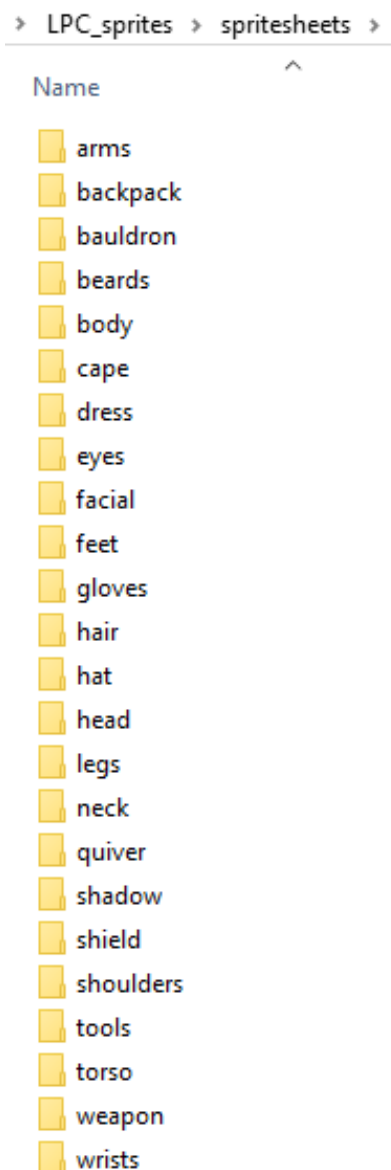 > LPC_sprites > spritesheets >
Name
arms
backpack
bauldron
beards
body
cape
dress
eyes
facial
feet
gloves
hair
hat
head
legs
neck
quiver
shadow
shield
shoulders
tools
torso
weapon
wrists